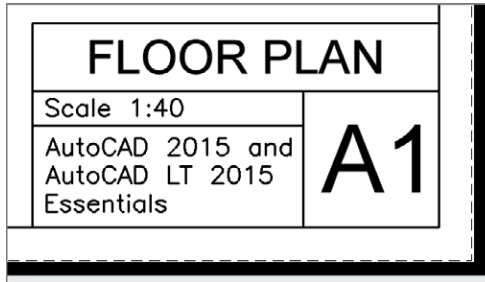 FLOOR PLAN
Scale 1:40
AutoCAD 2015 and
AutoCAD LT 2015
Essentials
A1